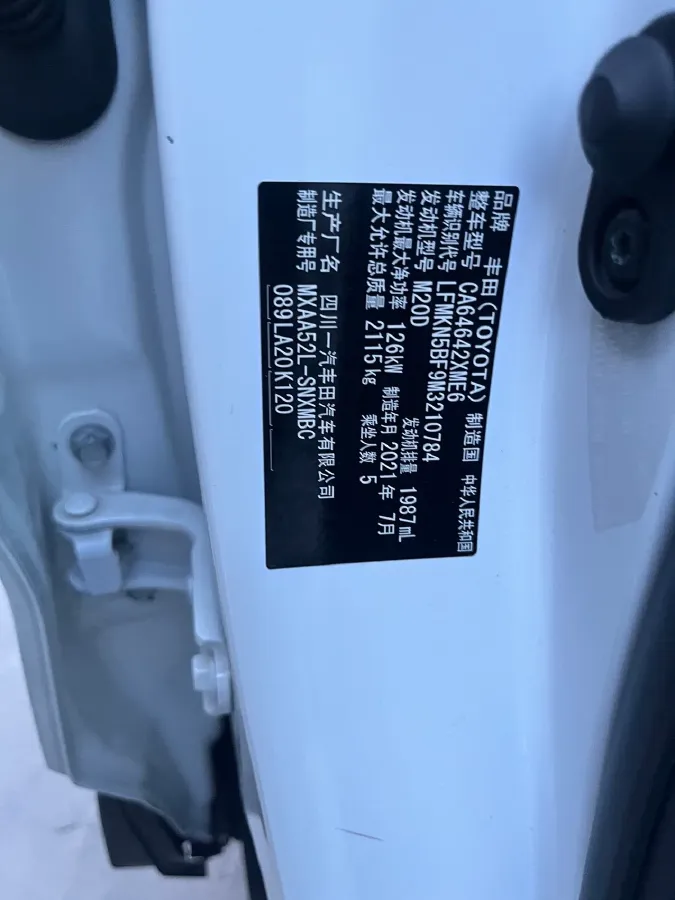 品牌 丰田(TOYOTA) 制造国 中华人民共和国
整车型号 CA64642XME6
车辆识别代号 LFMKN5BF9M3210784
发动机型号 M20D 发动机排量 1987mL
发动机最大净功率 126kW 制造年月 2021年 7月
最大允许总质量 2115kg 乘坐人数 5
生产厂名 四川一汽丰田汽车有限公司
制造厂专用号 MXAA52L-SNXMBC
089LA20K120